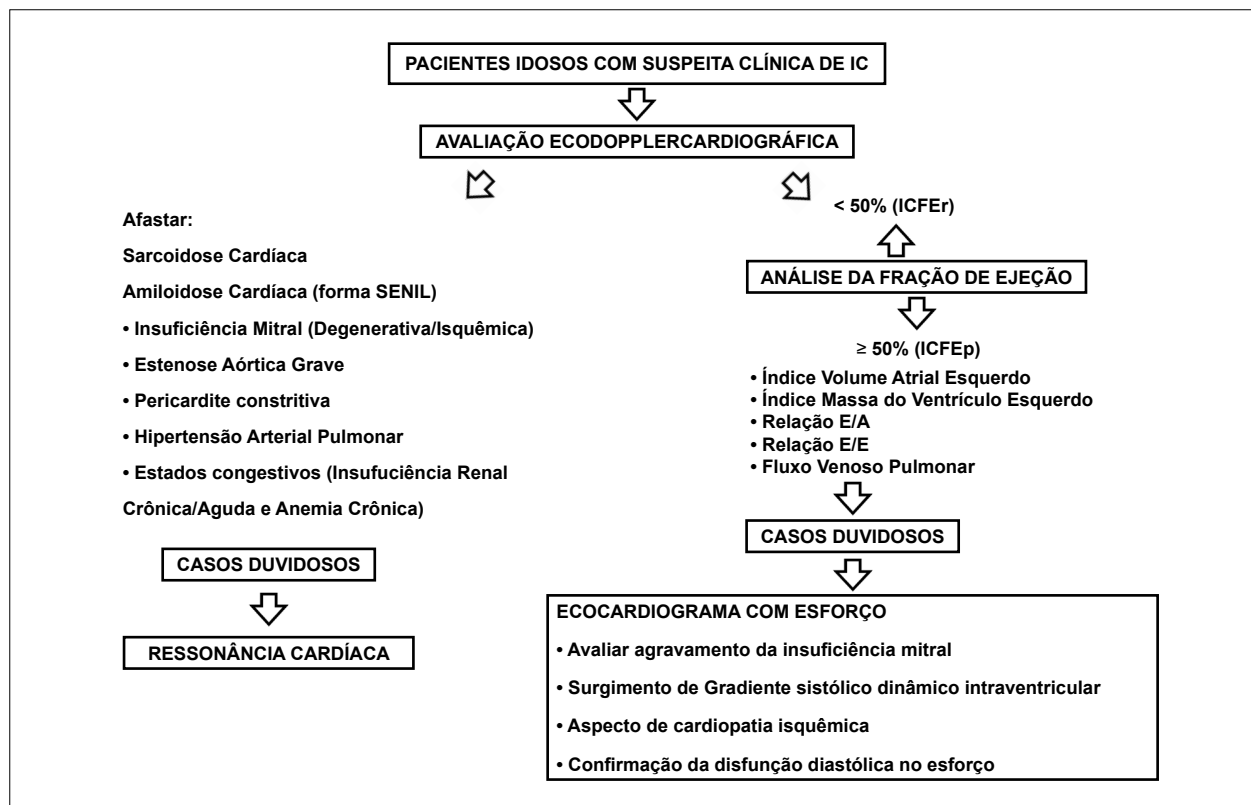 PACIENTES IDOSOS COM SUSPEITA CLÍNICA DE IC
AVALIAÇÃO ECODOPPLERCARDIOGRÁFICA
Afastar:
Sarcoidose Cardíaca
Amiloidose Cardíaca (forma SENIL)
• Insuficiência Mitral (Degenerativa/Isquêmica)
• Estenose Aórtica Grave
• Pericardite constritiva
• Hipertensão Arterial Pulmonar
• Estados congestivos (Insufuciência Renal
Crônica/Aguda e Anemia Crônica)
CASOS DUVIDOSOS
RESSONÂNCIA CARDÍACA
< 50% (ICFEr)
ANÁLISE DA FRAÇÃO DE EJEÇÃO
≥ 50% (ICFEp)
• Índice Volume Atrial Esquerdo
• Índice Massa do Ventrículo Esquerdo
• Relação E/A
• Relação E/E
• Fluxo Venoso Pulmonar
CASOS DUVIDOSOS
ECOCARDIOGRAMA COM ESFORÇO
• Avaliar agravamento da insuficiência mitral
• Surgimento de Gradiente sistólico dinâmico intraventricular
• Aspecto de cardiopatia isquêmica
• Confirmação da disfunção diastólica no esforço